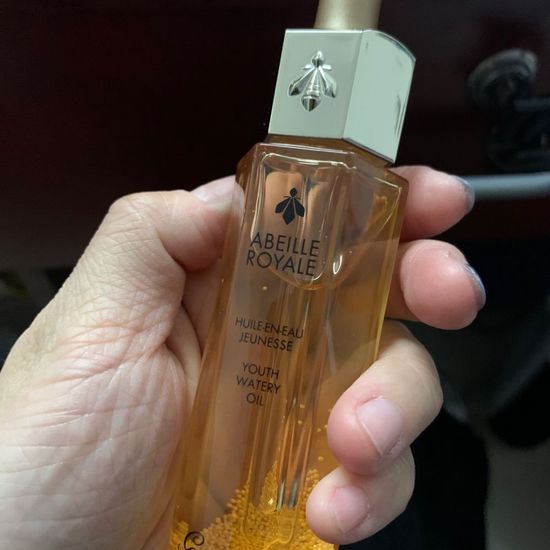 ABEILLE
ROYALE
HUILE-EN-EAU
JEUNESSE
YOUTH
WATERY
OIL